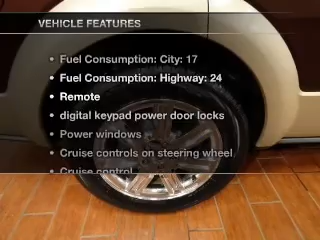 VEHICLE FEATURES
• Fuel Consumption: City: 17
• Fuel Consumption: Highway: 24
• Remote
• digital keypad power door locks
• Power windows
• Cruise controls on steering wheel
• Cruise control